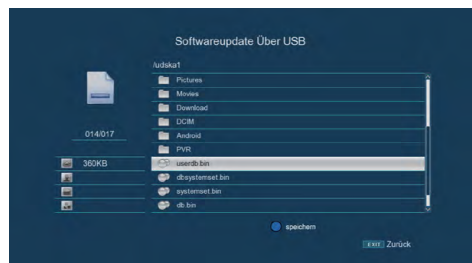 Softwareupdate Über USB
/udska1
Pictures
Movies
Download
DCIM
014/017
Android
PVR
360KB
userdb.bin
dbsystemset.bin
systemset.bin
db.bin
speichern
EXIT Zurück